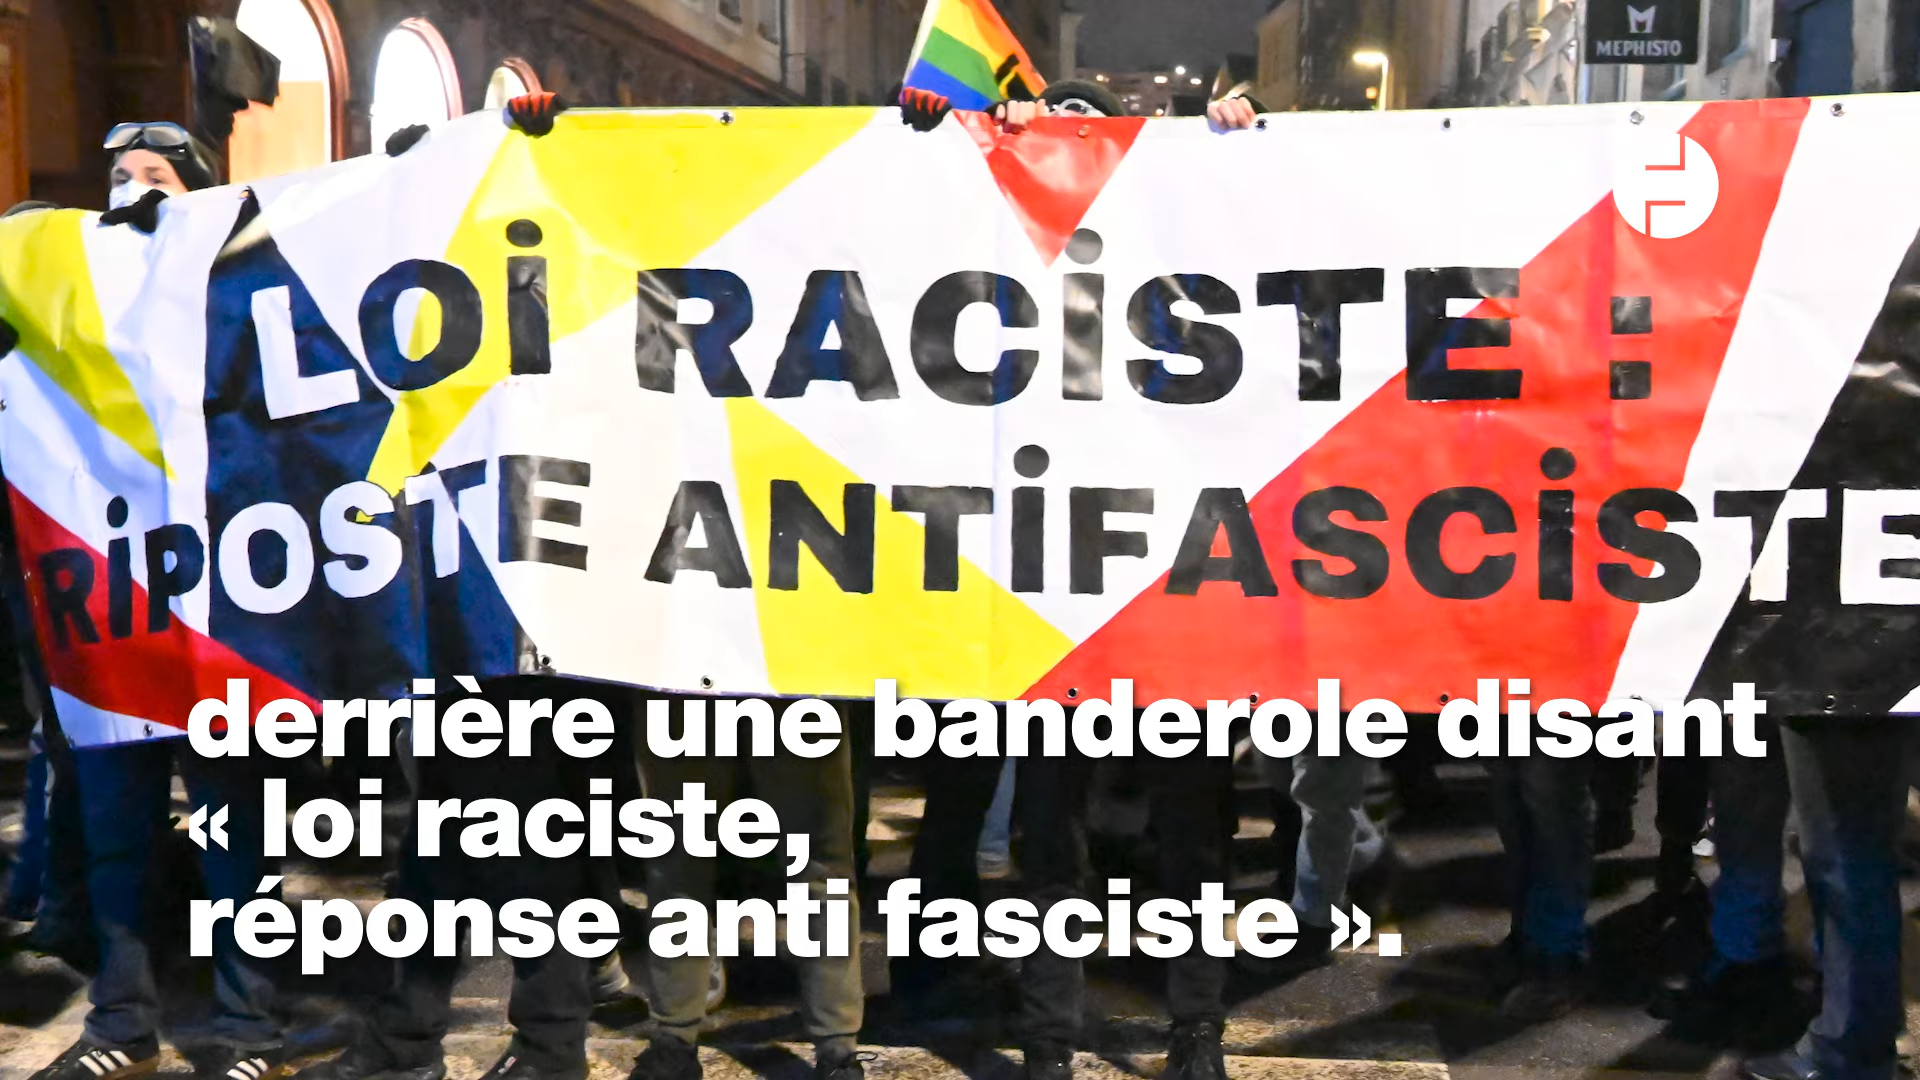 MEPHISTO
LOi RACiSTE :
RiPOSTE ANTiFASCiSTE
derrière une banderole disant
« loi raciste,
réponse anti fasciste ».